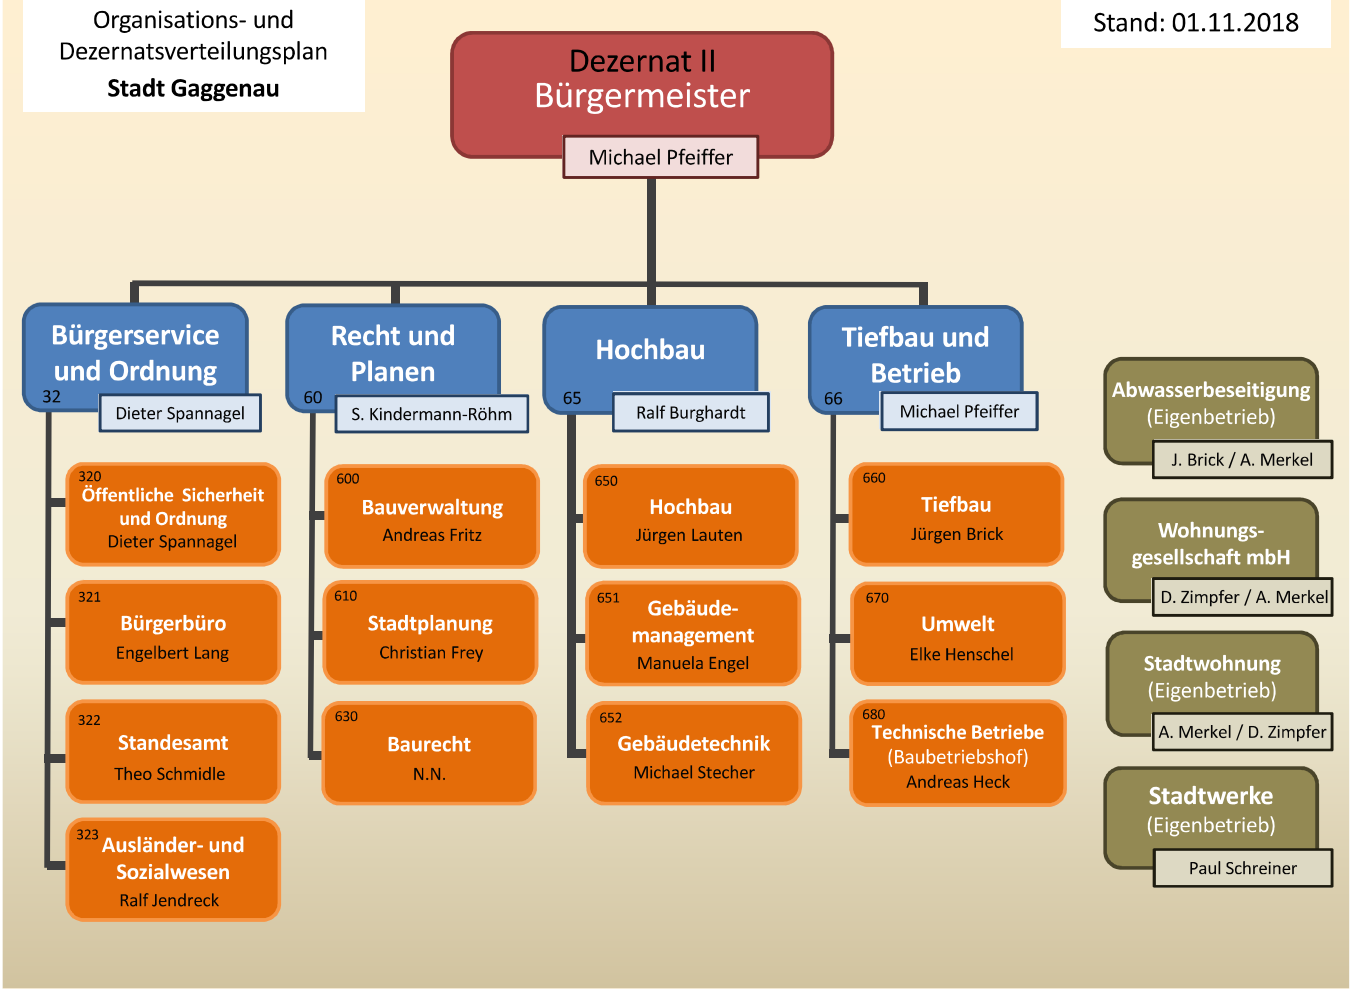 Organisations- und
Dezernatsverteilungsplan
Stadt Gaggenau
Stand: 01.11.2018
Dezernat II
Bürgermeister
Michael Pfeiffer
Bürgerservice
und Ordnung
32
Dieter Spannagel
320
Öffentliche Sicherheit
und Ordnung
Dieter Spannagel
321
Bürgerbüro
Engelbert Lang
322
Standesamt
Theo Schmidle
323
Ausländer- und
Sozialwesen
Ralf Jendreck
Recht und
Planen
60
S. Kindermann-Röhm
600
Bauverwaltung
Andreas Fritz
610
Stadtplanung
Christian Frey
630
Baurecht
N.N.
Hochbau
65
Ralf Burghardt
650
Hochbau
Jürgen Lauten
651
Gebäude-
management
Manuela Engel
652
Gebäudetechnik
Michael Stecher
Tiefbau und
Betrieb
66
Michael Pfeiffer
660
Tiefbau
Jürgen Brick
670
Umwelt
Elke Henschel
680
Technische Betriebe
(Baubetriebshof)
Andreas Heck
Abwasserbeseitigung
(Eigenbetrieb)
J. Brick / A. Merkel
Wohnungs-
gesellschaft mbH
D. Zimpfer / A. Merkel
Stadtwohnung
(Eigenbetrieb)
A. Merkel / D. Zimpfer
Stadtwerke
(Eigenbetrieb)
Paul Schreiner